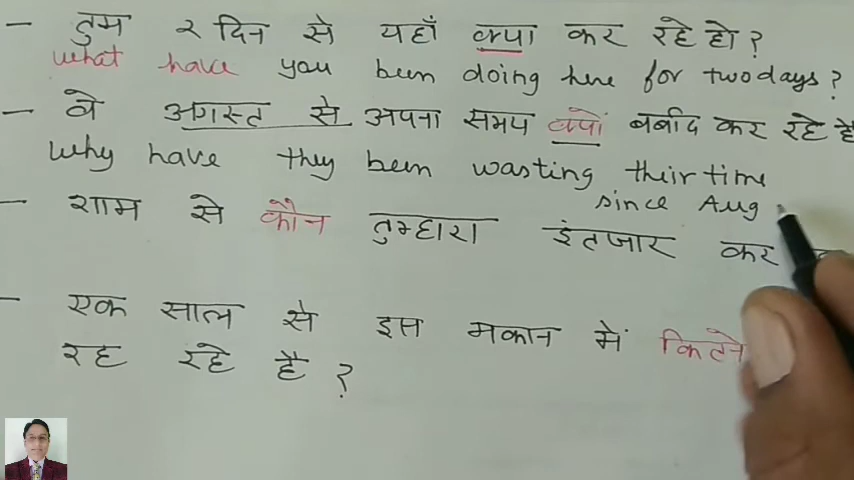 - तुम २ दिन से यहाँ क्या कर रहे हो ?
what have you been doing here for two days ?
- वे अगस्त से अपना समय क्यों बर्बाद कर रहे है
why have they been wasting their time
since Aug
- शाम से कौन तुम्हारा इंतजार कर
- एक साल से इस मकान में कितने
रह रहे है ?